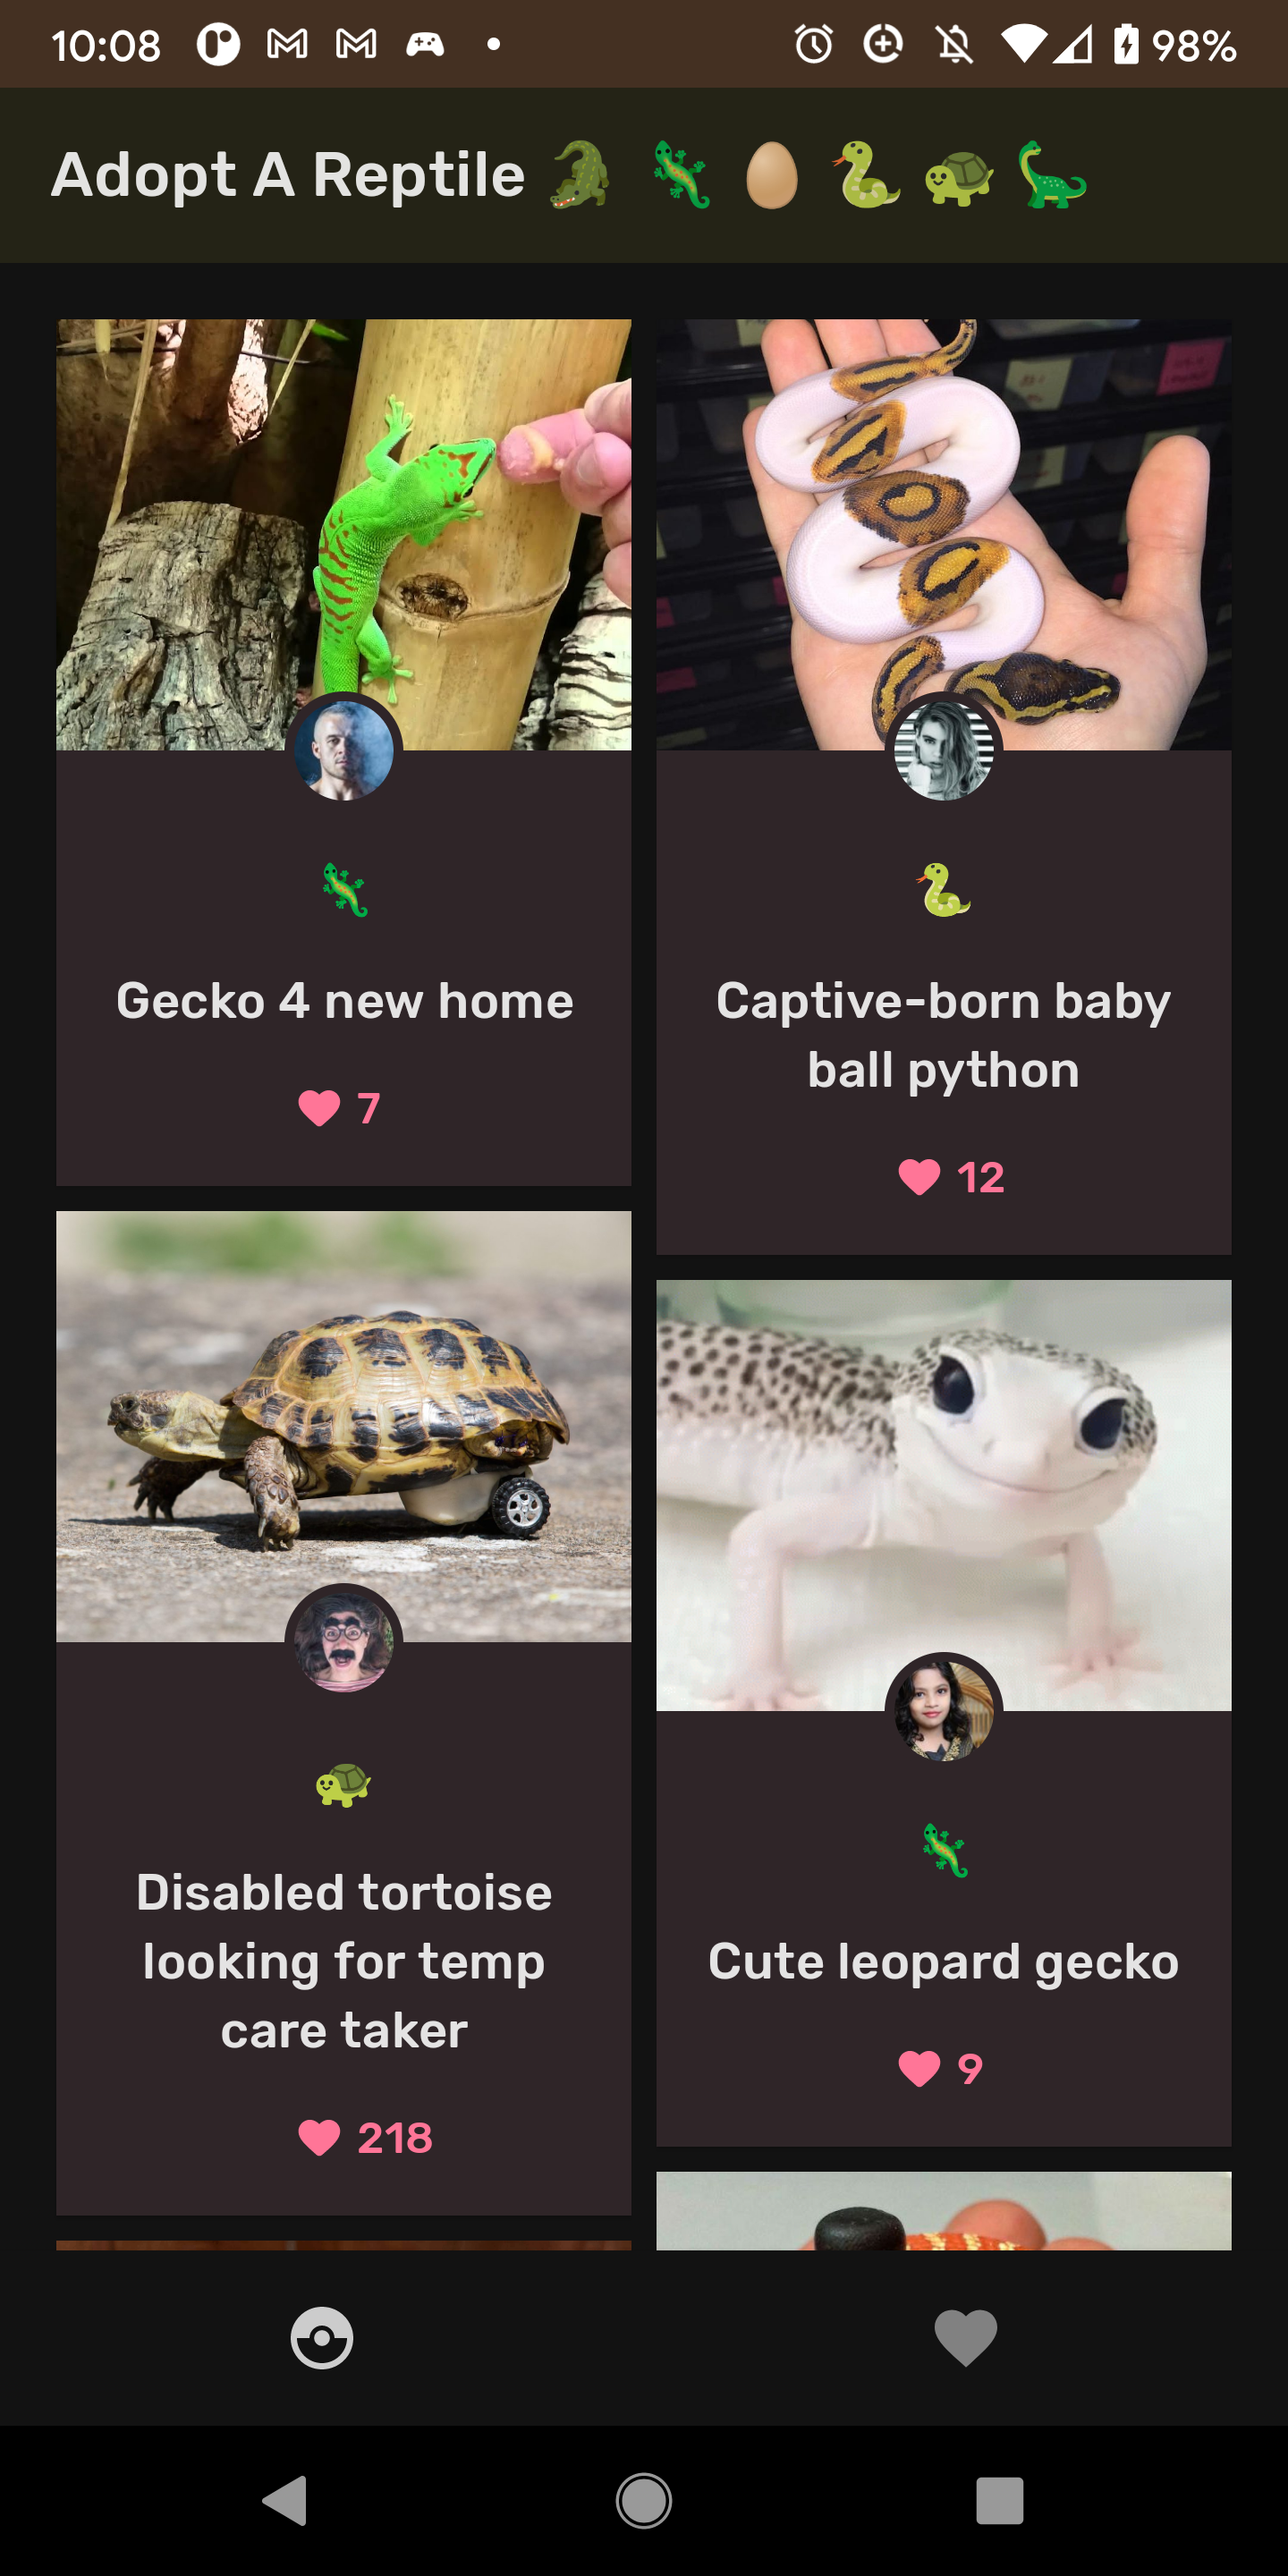 10:08 98%
Adopt A Reptile 🐊 🦎 🥚 🐍 🐢 🦕
🦎
Gecko 4 new home
7
🐍
Captive-born baby
ball python
12
🐢
Disabled tortoise
looking for temp
care taker
218
🦎
Cute leopard gecko
9